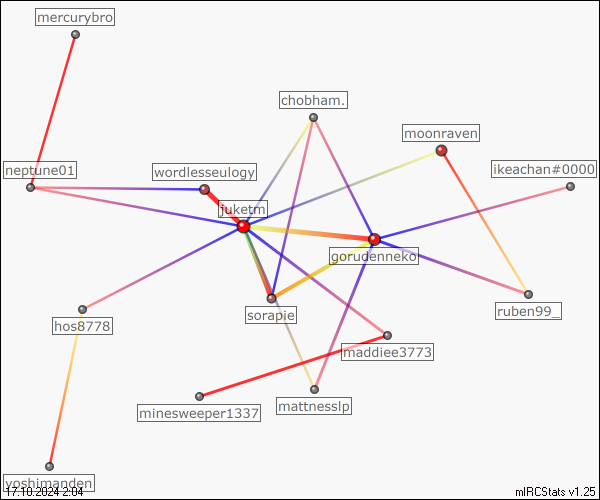 mercurybro
chobham.
moonraven
neptune01
wordlesseulogy
ikeachan#0000
juketm
gorudenneko
sorapie
ruben99_
hos8778
maddiee3773
mattnesslp
minesweeper1337
yoshimanden
17.10.2024 2:04
mIRCStats v1.25